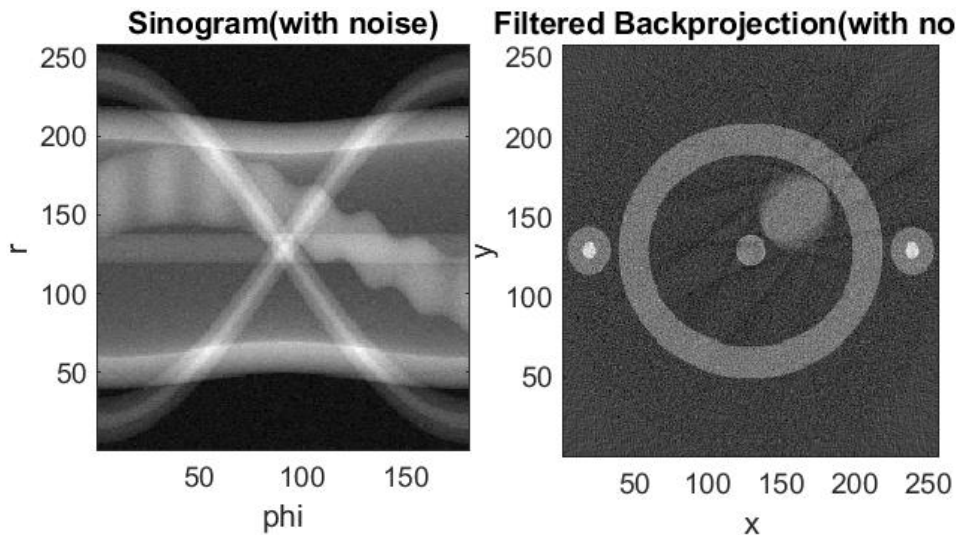 Sinogram(with noise)
250
200
150
100
50
r
50 100 150
phi
Filtered Backprojection(with no
250
200
150
100
50
y
50 100 150 200 250
x